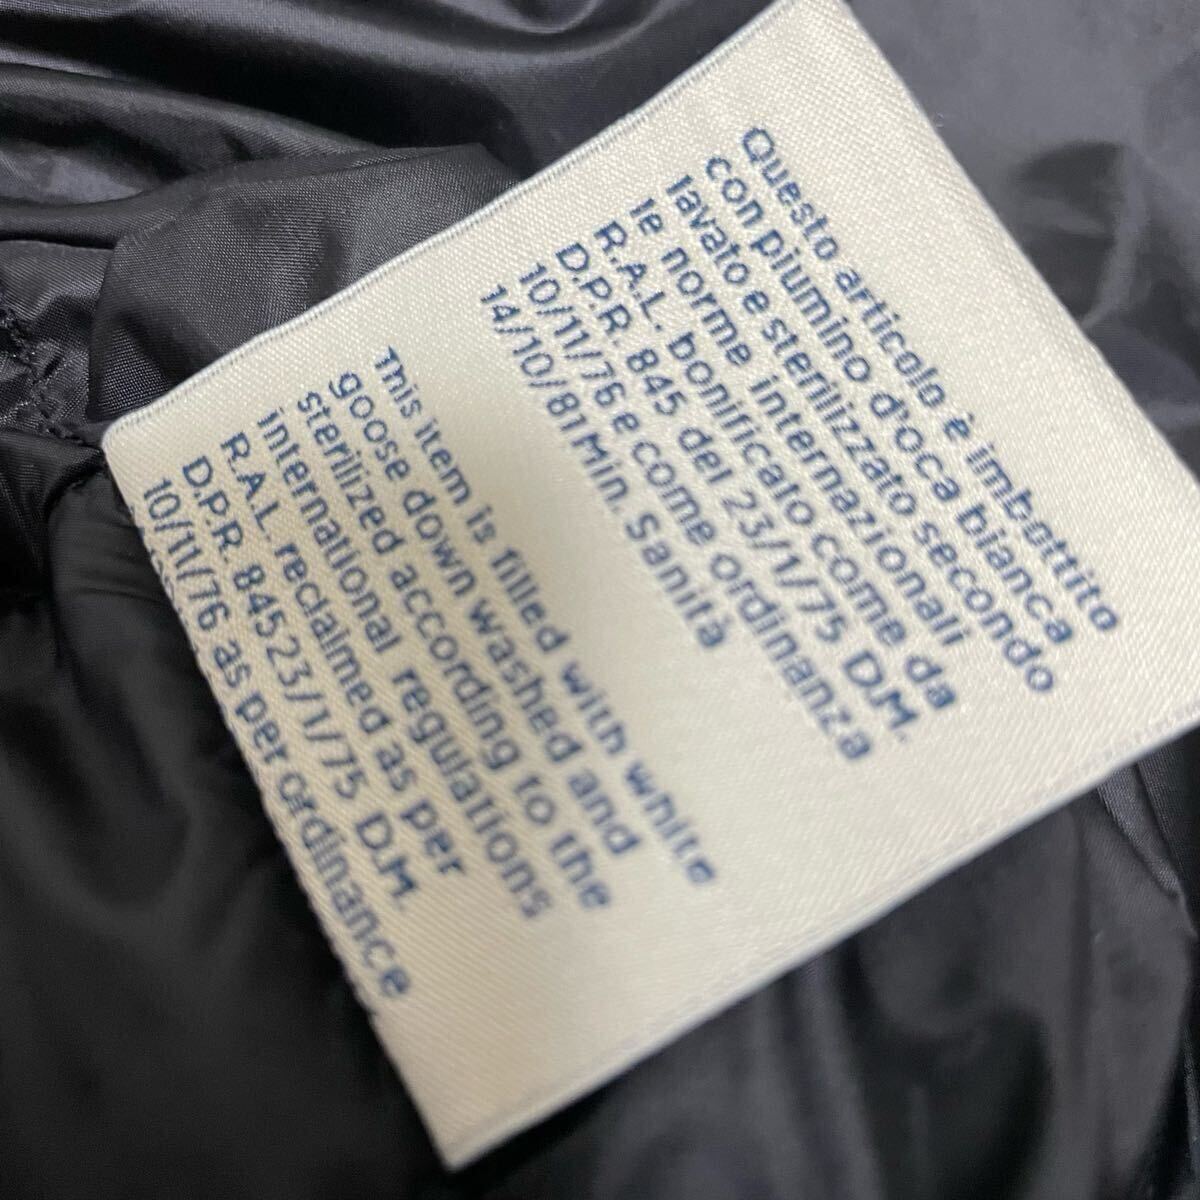 Questo articolo è imbottito
con piumino d'oca bianca
lavato e sterilizzato secondo
le norme internazionali
R.A.L. bonificato come da
D.P.R. 845 del 23/1/75 D.M.
10/11/76 e come ordinanza
14/10/81 Min. Sanità
This item is filled with white
goose down washed and
sterilized according to the
international regulations
R.A.L. reclaimed as per
D.P.R. 84523/1/75 D.M.
10/11/76 as per ordinance